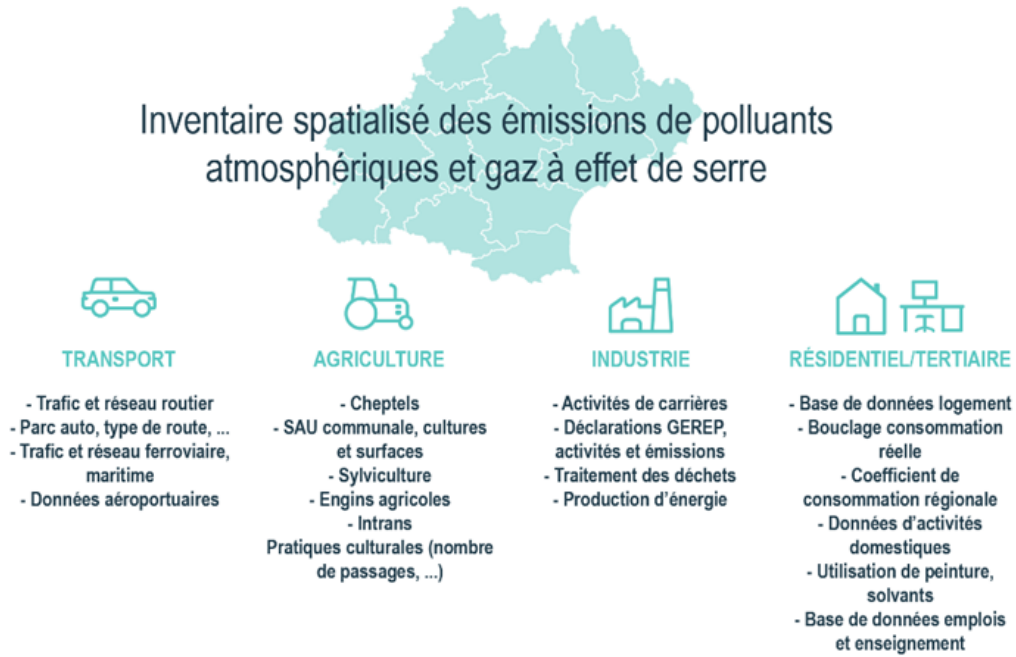 Inventaire spatialisé des émissions de polluants
atmosphériques et gaz à effet de serre
TRANSPORT
- Trafic et réseau routier
- Parc auto, type de route, ...
- Trafic et réseau ferroviaire,
maritime
- Données aéroportuaires
AGRICULTURE
- Cheptels
- SAU communale, cultures
et surfaces
- Sylviculture
- Engins agricoles
- Intrans
Pratiques culturales (nombre
de passages, ...)
INDUSTRIE
- Activités de carrières
- Déclarations GEREP,
activités et émissions
- Traitement des déchets
- Production d'énergie
RÉSIDENTIEL/TERTIAIRE
- Base de données logement
- Bouclage consommation
réelle
- Coefficient de
consommation régionale
- Données d'activités
domestiques
- Utilisation de peinture,
solvants
- Base de données emplois
et enseignement